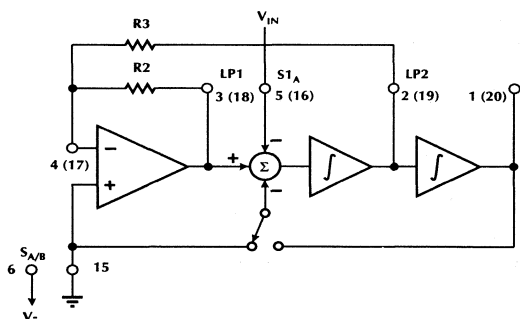 R3
V_IN
R2
LP1
S1_A
LP2
3 (18)
5 (16)
2 (19)
1 (20)
4 (17)
−
+
+
−
Σ
−
∫
∫
S_A/B
6
15
V-